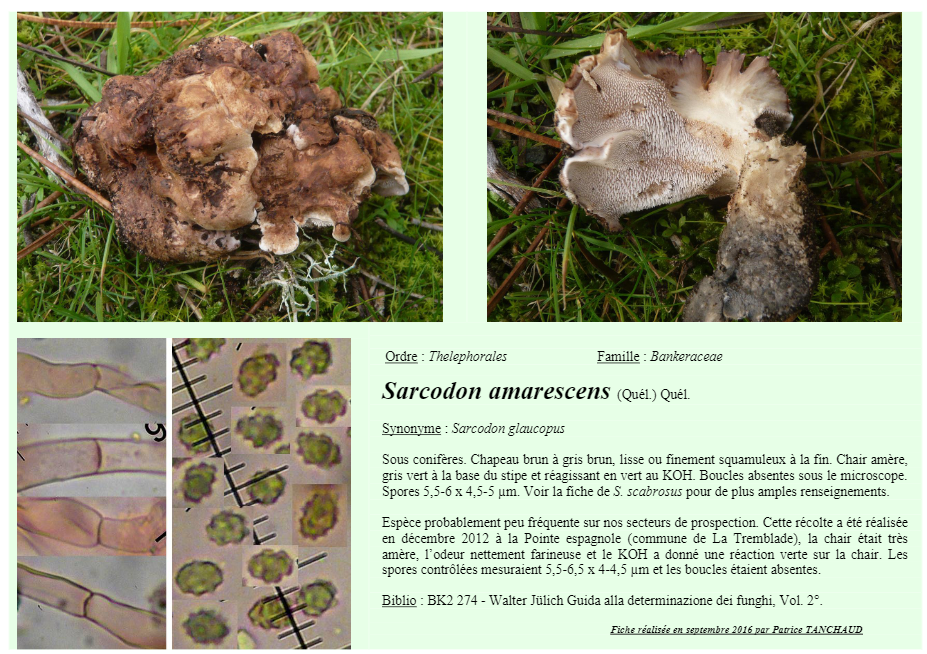 Ordre : Thelephorales Famille : Bankeraceae
Sarcodon amarescens (Quél.) Quél.
Synonyme : Sarcodon glaucopus
Sous conifères. Chapeau brun à gris brun, lisse ou finement squamuleux à la fin. Chair amère,
gris vert à la base du stipe et réagissant en vert au KOH. Boucles absentes sous le microscope.
Spores 5,5-6 x 4,5-5 µm. Voir la fiche de S. scabrosus pour de plus amples renseignements.
Espèce probablement peu fréquente sur nos secteurs de prospection. Cette récolte a été réalisée
en décembre 2012 à la Pointe espagnole (commune de La Tremblade), la chair était très
amère, l’odeur nettement farineuse et le KOH a donné une réaction verte sur la chair. Les
spores contrôlées mesuraient 5,5-6,5 x 4-4,5 µm et les boucles étaient absentes.
Biblio : BK2 274 - Walter Jülich Guida alla determinazione dei funghi, Vol. 2°.
Fiche réalisée en septembre 2016 par Patrice TANCHAUD